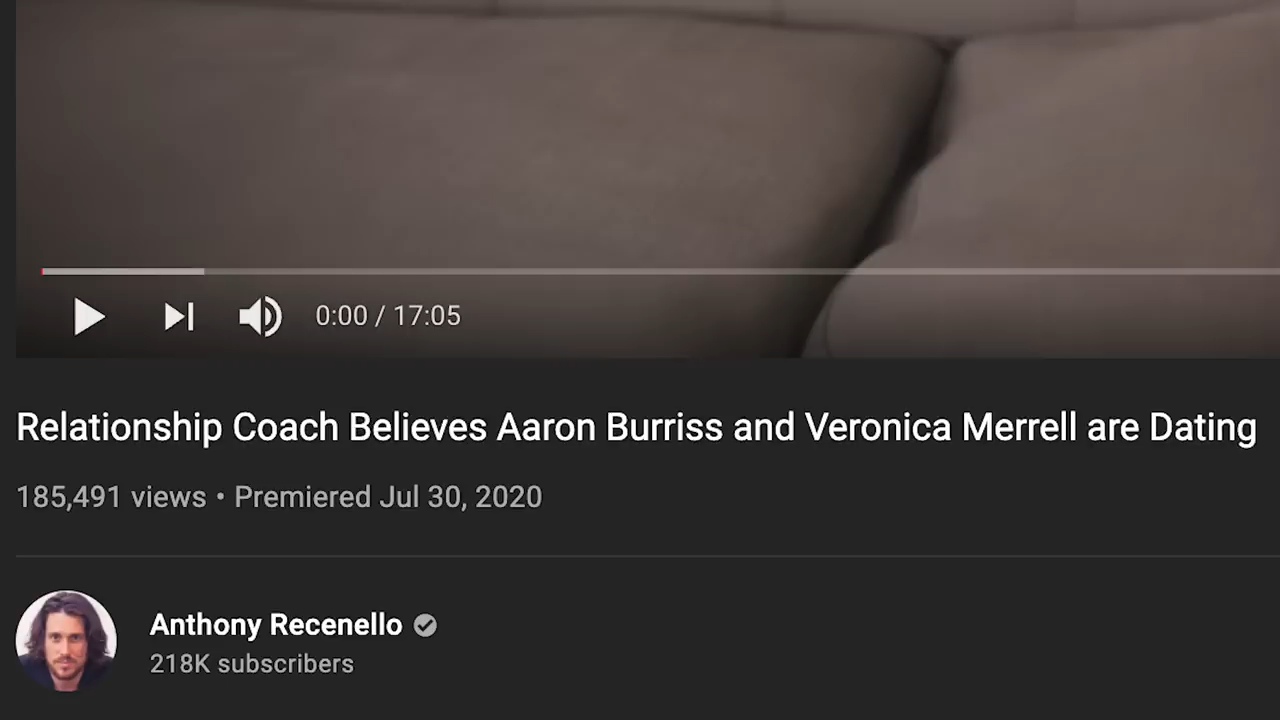 0:00 / 17:05
Relationship Coach Believes Aaron Burriss and Veronica Merrell are Dating
185,491 views • Premiered Jul 30, 2020
Anthony Recenello
218K subscribers